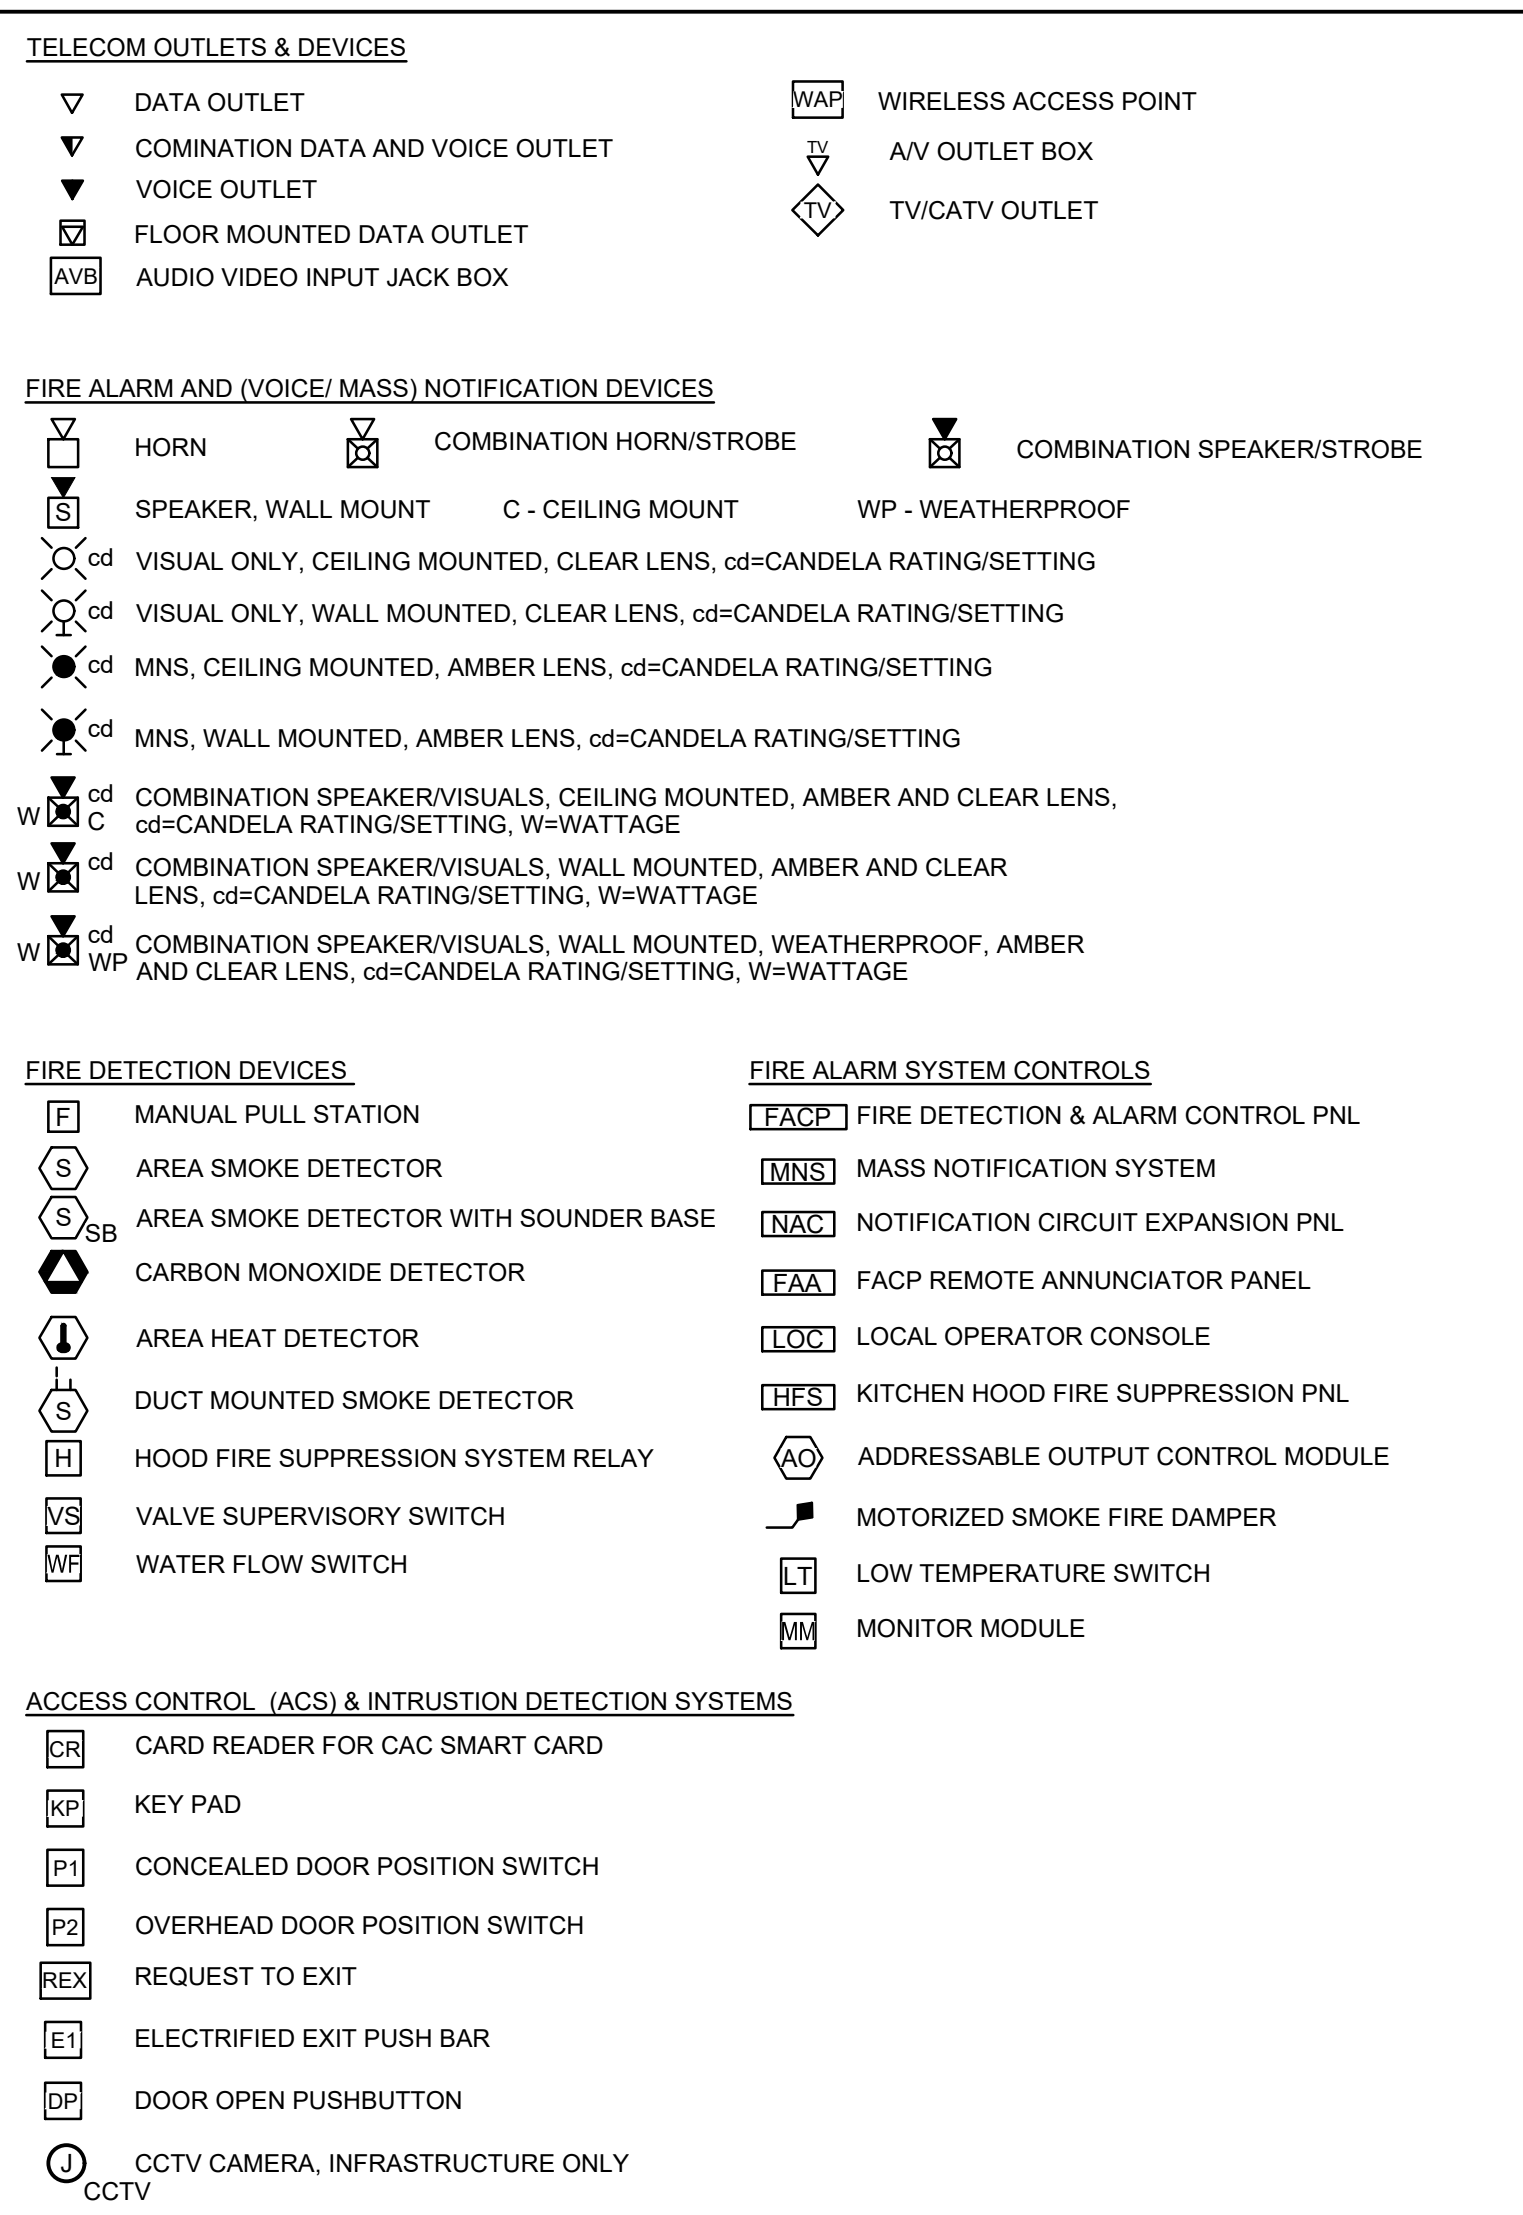 TELECOM OUTLETS & DEVICES
DATA OUTLET
COMINATION DATA AND VOICE OUTLET
VOICE OUTLET
FLOOR MOUNTED DATA OUTLET
AVB AUDIO VIDEO INPUT JACK BOX
WAP WIRELESS ACCESS POINT
TV A/V OUTLET BOX
TV TV/CATV OUTLET
FIRE ALARM AND (VOICE/ MASS) NOTIFICATION DEVICES
HORN COMBINATION HORN/STROBE COMBINATION SPEAKER/STROBE
S SPEAKER, WALL MOUNT C - CEILING MOUNT WP - WEATHERPROOF
cd VISUAL ONLY, CEILING MOUNTED, CLEAR LENS, cd=CANDELA RATING/SETTING
cd VISUAL ONLY, WALL MOUNTED, CLEAR LENS, cd=CANDELA RATING/SETTING
cd MNS, CEILING MOUNTED, AMBER LENS, cd=CANDELA RATING/SETTING
cd MNS, WALL MOUNTED, AMBER LENS, cd=CANDELA RATING/SETTING
W cd C COMBINATION SPEAKER/VISUALS, CEILING MOUNTED, AMBER AND CLEAR LENS,
cd=CANDELA RATING/SETTING, W=WATTAGE
W cd COMBINATION SPEAKER/VISUALS, WALL MOUNTED, AMBER AND CLEAR
LENS, cd=CANDELA RATING/SETTING, W=WATTAGE
W cd WP COMBINATION SPEAKER/VISUALS, WALL MOUNTED, WEATHERPROOF, AMBER
AND CLEAR LENS, cd=CANDELA RATING/SETTING, W=WATTAGE
FIRE DETECTION DEVICES
F MANUAL PULL STATION
S AREA SMOKE DETECTOR
S SB AREA SMOKE DETECTOR WITH SOUNDER BASE
CARBON MONOXIDE DETECTOR
AREA HEAT DETECTOR
S DUCT MOUNTED SMOKE DETECTOR
H HOOD FIRE SUPPRESSION SYSTEM RELAY
VS VALVE SUPERVISORY SWITCH
WF WATER FLOW SWITCH
FIRE ALARM SYSTEM CONTROLS
FACP FIRE DETECTION & ALARM CONTROL PNL
MNS MASS NOTIFICATION SYSTEM
NAC NOTIFICATION CIRCUIT EXPANSION PNL
FAA FACP REMOTE ANNUNCIATOR PANEL
LOC LOCAL OPERATOR CONSOLE
HFS KITCHEN HOOD FIRE SUPPRESSION PNL
AO ADDRESSABLE OUTPUT CONTROL MODULE
MOTORIZED SMOKE FIRE DAMPER
LT LOW TEMPERATURE SWITCH
MM MONITOR MODULE
ACCESS CONTROL (ACS) & INTRUSTION DETECTION SYSTEMS
CR CARD READER FOR CAC SMART CARD
KP KEY PAD
P1 CONCEALED DOOR POSITION SWITCH
P2 OVERHEAD DOOR POSITION SWITCH
REX REQUEST TO EXIT
E1 ELECTRIFIED EXIT PUSH BAR
DP DOOR OPEN PUSHBUTTON
J CCTV CAMERA, INFRASTRUCTURE ONLY
CCTV